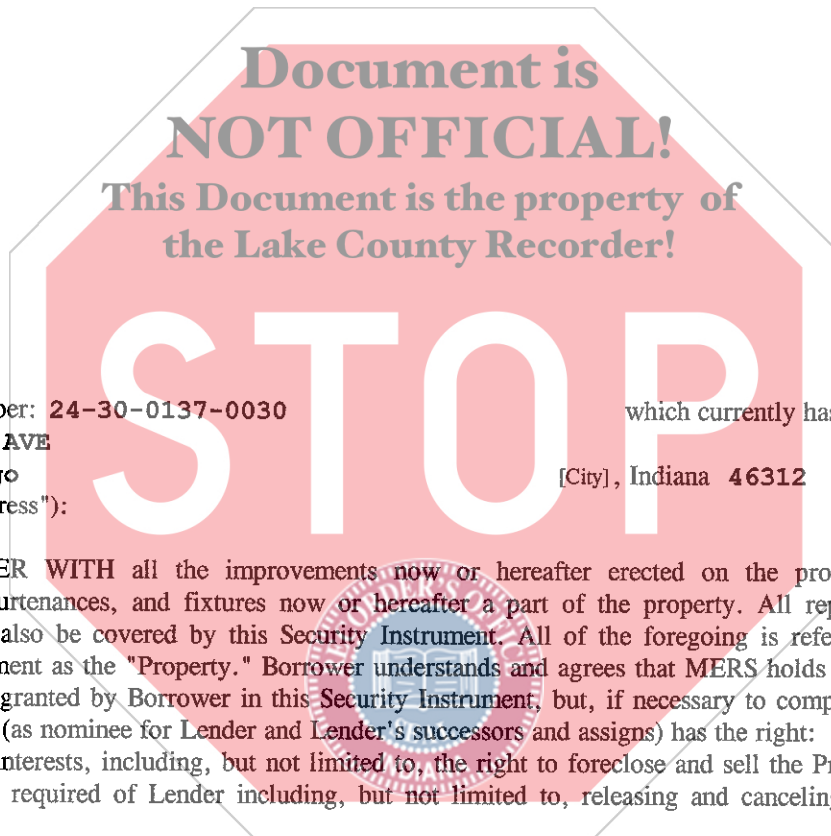 Document is
NOT OFFICIAL!
This Document is the property of
the Lake County Recorder!
STOP
per: 24-30-0137-0030 which currently has
AVE
go [City], Indiana 46312
ress"):
ER WITH all the improvements now or hereafter erected on the pro
urtenances, and fixtures now or hereafter a part of the property. All rep
also be covered by this Security Instrument. All of the foregoing is refe
ment as the "Property." Borrower understands and agrees that MERS holds
granted by Borrower in this Security Instrument, but, if necessary to comp
(as nominee for Lender and Lender's successors and assigns) has the right:
nterests, including, but not limited to, the right to foreclose and sell the Pr
required of Lender including, but not limited to, releasing and canceling